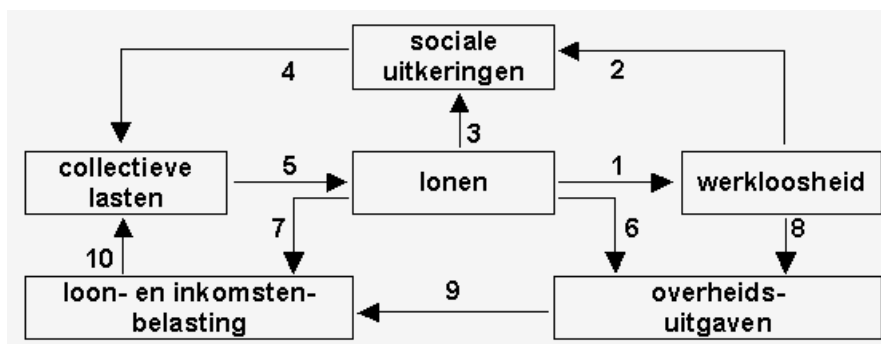 sociale
uitkeringen
4
2
3
collectieve
lasten
5
lonen
1
werkloosheid
10
7
6
8
loon- en inkomsten-
belasting
9
overheids-
uitgaven